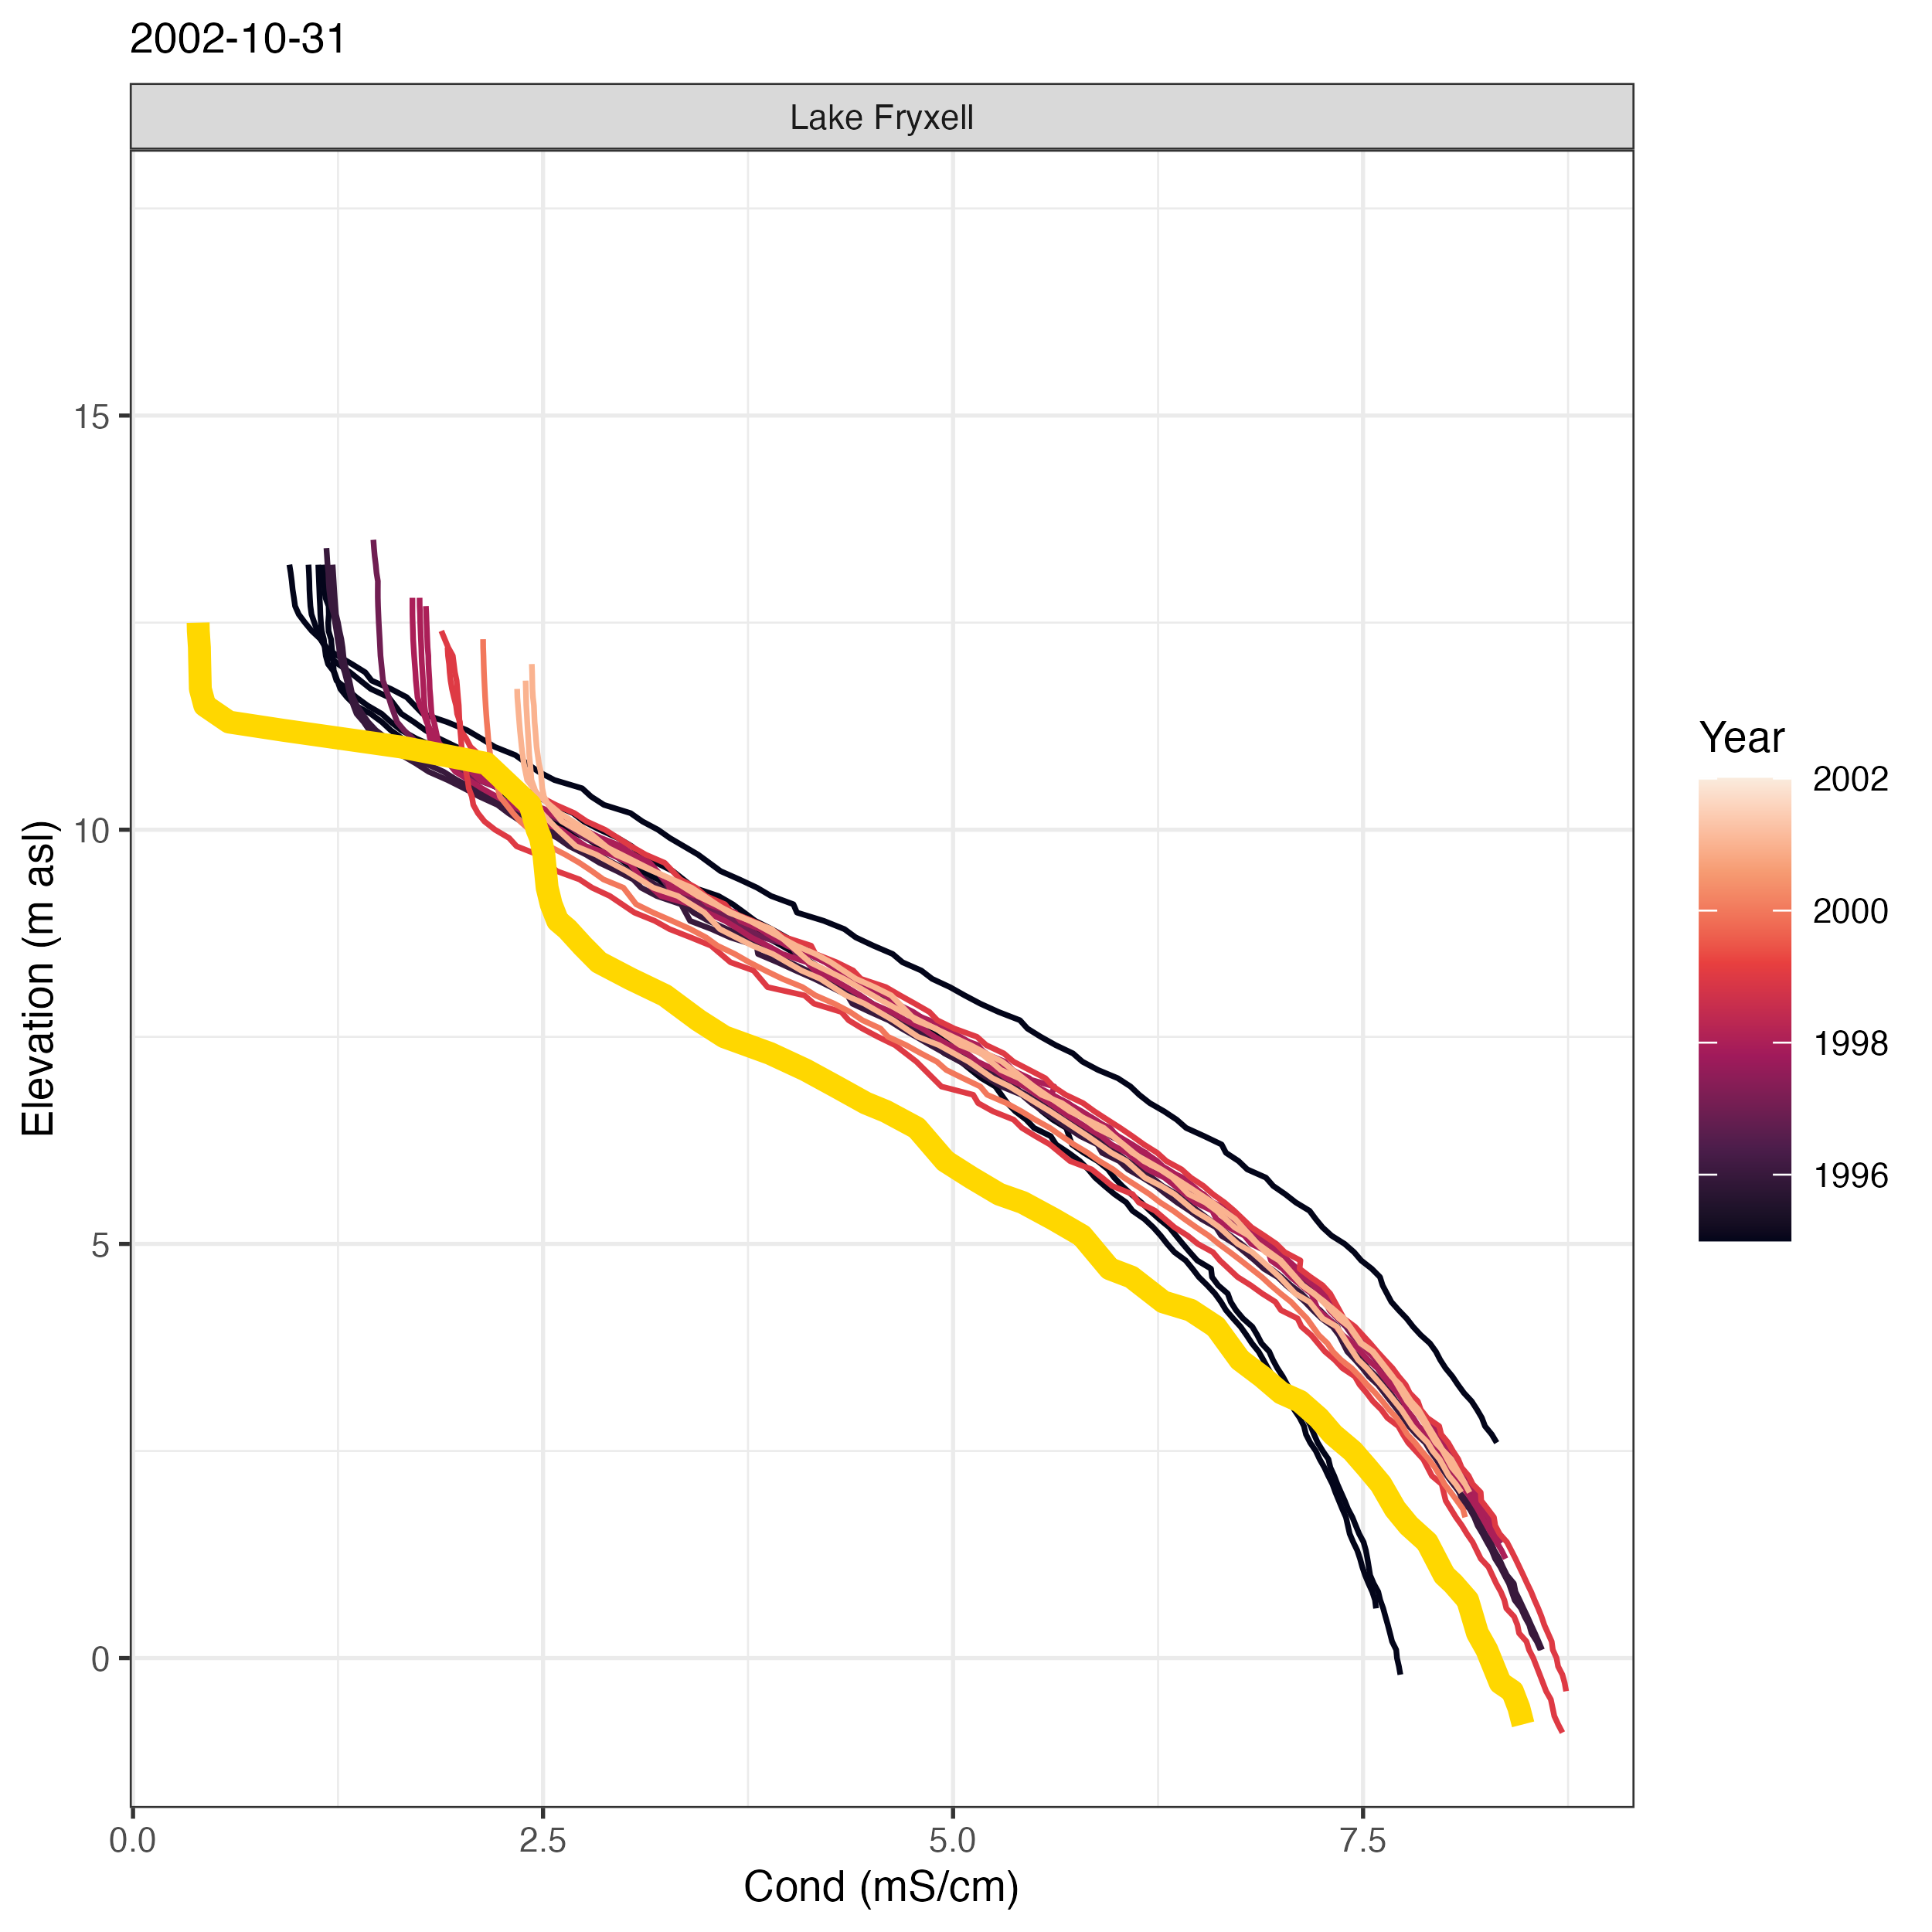 2002-10-31
Lake Fryxell
15
10
5
0
Elevation (m asl)
0.0 2.5 5.0 7.5
Cond (mS/cm)
Year
2002
2000
1998
1996